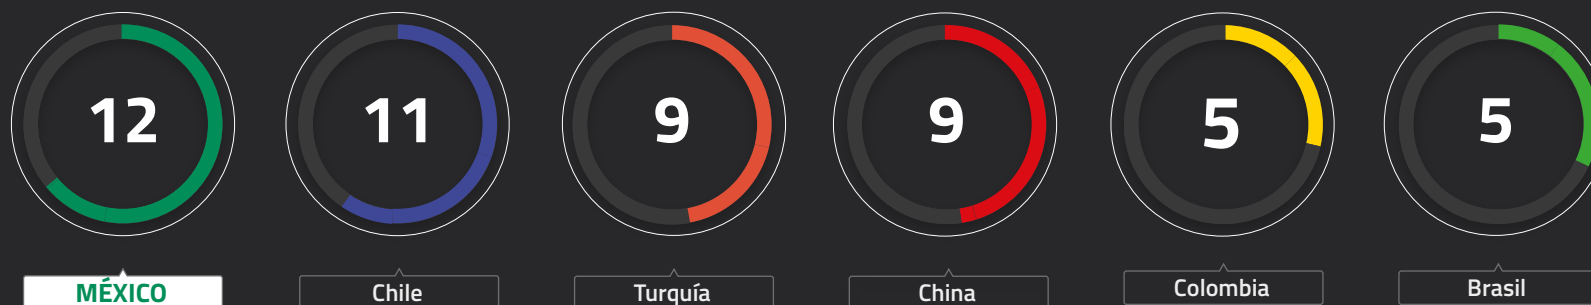 12
11
9
9
5
5
MÉXICO
Chile
Turquía
China
Colombia
Brasil